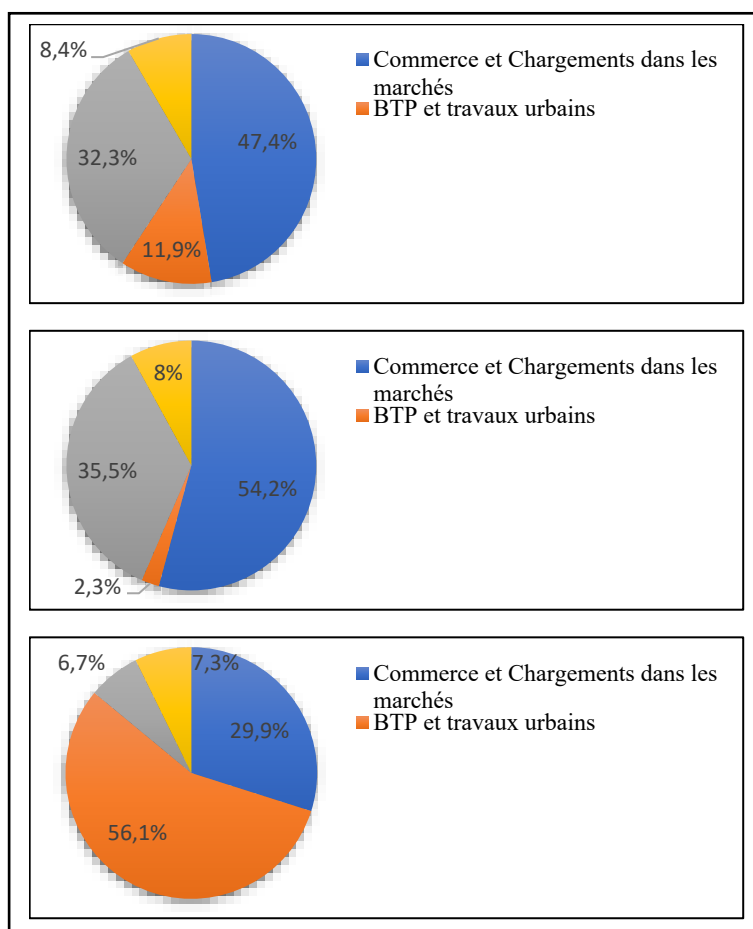 8,4%
47,4%
32,3%
11,9%
Commerce et Chargements dans les
marchés
BTP et travaux urbains
8%
54,2%
35,5%
2,3%
Commerce et Chargements dans les
marchés
BTP et travaux urbains
6,7%
7,3%
29,9%
56,1%
Commerce et Chargements dans les
marchés
BTP et travaux urbains